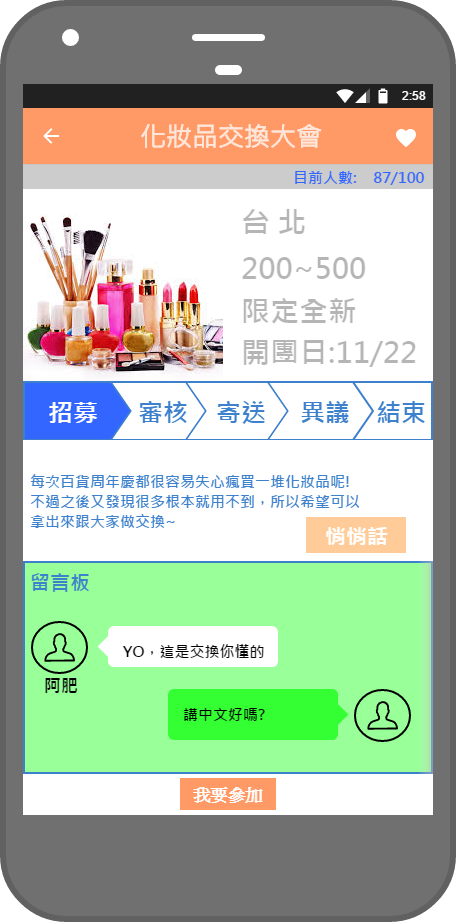 2:58
化妝品交換大會
目前人數: 87/100
台 北
200~500
限定全新
開團日:11/22
招募 審核 寄送 異議 結束
每次百貨周年慶都很容易失心瘋買一堆化妝品呢!
不過之後又發現很多根本就用不到，所以希望可以
拿出來跟大家做交換~
悄悄話
留言板
YO，這是交換你懂的
阿肥
講中文好嗎?
我要參加